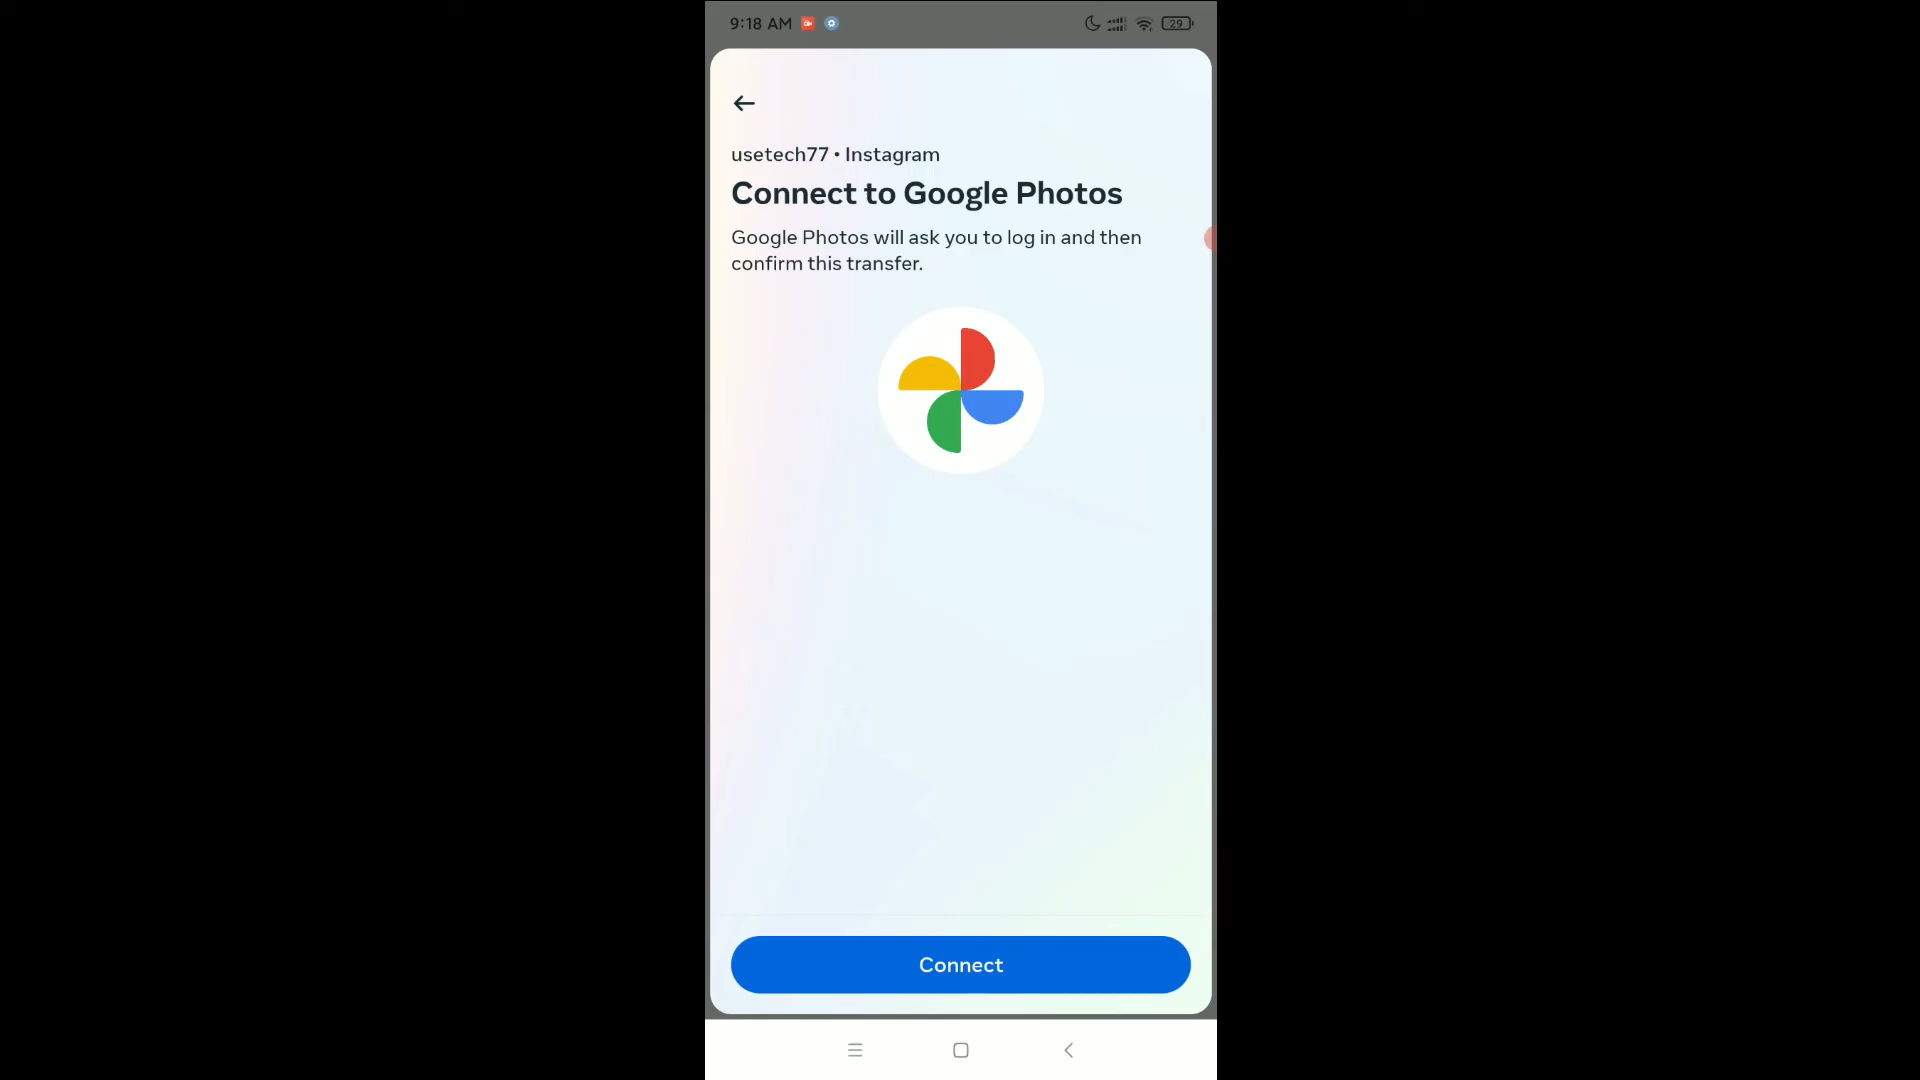 9:18 AM
29
usetech77 • Instagram
Connect to Google Photos
Google Photos will ask you to log in and then
confirm this transfer.
Connect